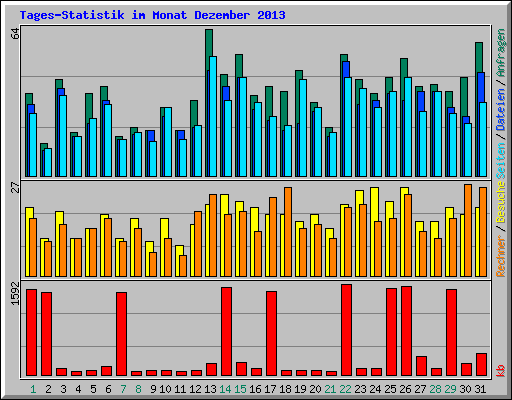 Tages-Statistik im Monat Dezember 2013
64
27
1592
Rechner / Besuche Seiten / Dateien / Anfragen
kb
1 2 3 4 5 6 7 8 9 10 11 12 13 14 15 16 17 18 19 20 21 22 23 24 25 26 27 28 29 30 31